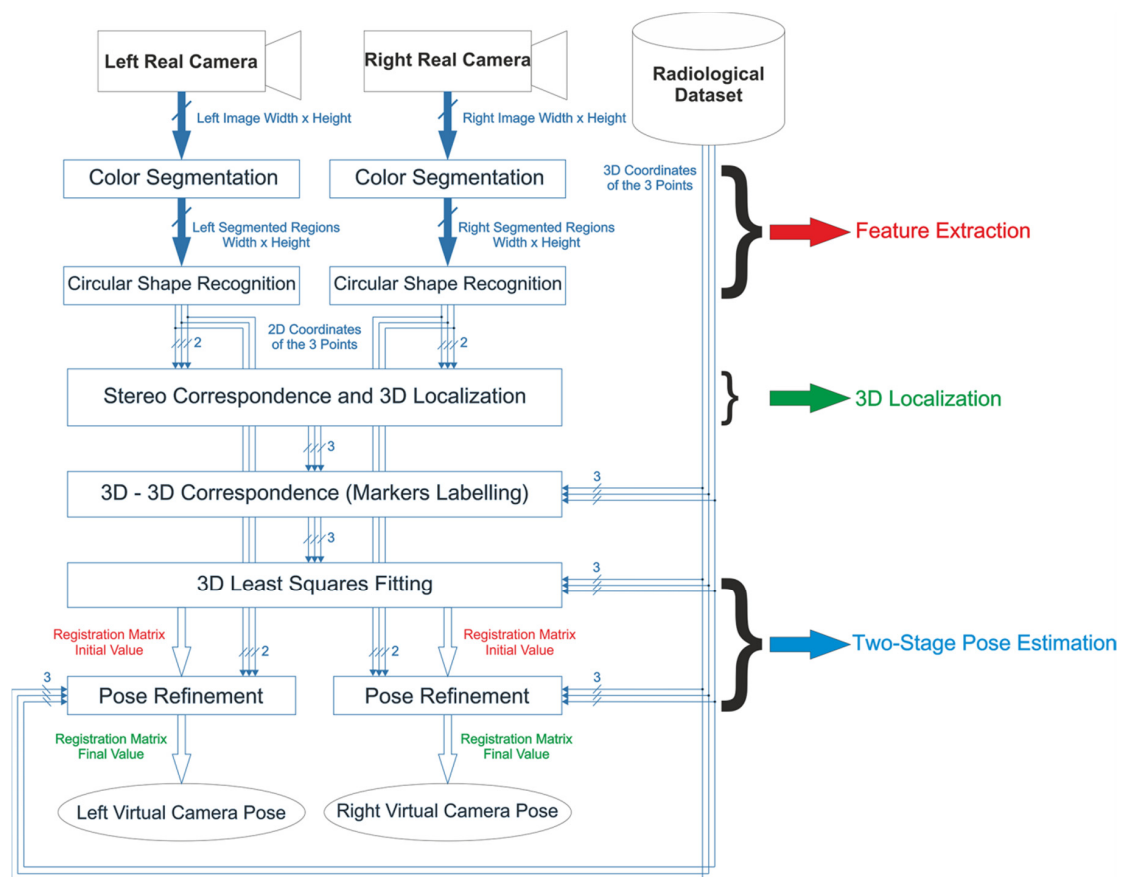 Left Real Camera
Right Real Camera
Radiological
Dataset
Left Image Width x Height
Right Image Width x Height
Color Segmentation
Color Segmentation
3D Coordinates
of the 3 Points
Left Segmented Regions
Width x Height
Right Segmented Regions
Width x Height
Feature Extraction
Circular Shape Recognition
Circular Shape Recognition
2D Coordinates
of the 3 Points
2
2
Stereo Correspondence and 3D Localization
3D Localization
3
3D - 3D Correspondence (Markers Labelling)
3
3
3D Least Squares Fitting
3
Registration Matrix
Initial Value
2
2
Registration Matrix
Initial Value
Two-Stage Pose Estimation
3
Pose Refinement
Pose Refinement
3
Registration Matrix
Final Value
Registration Matrix
Final Value
Left Virtual Camera Pose
Right Virtual Camera Pose